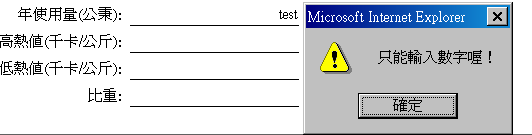 年使用量(公秉): test
高熱值(千卡/公斤):
低熱值(千卡/公斤):
比重:
Microsoft Internet Explorer
只能輸入數字喔！
確定